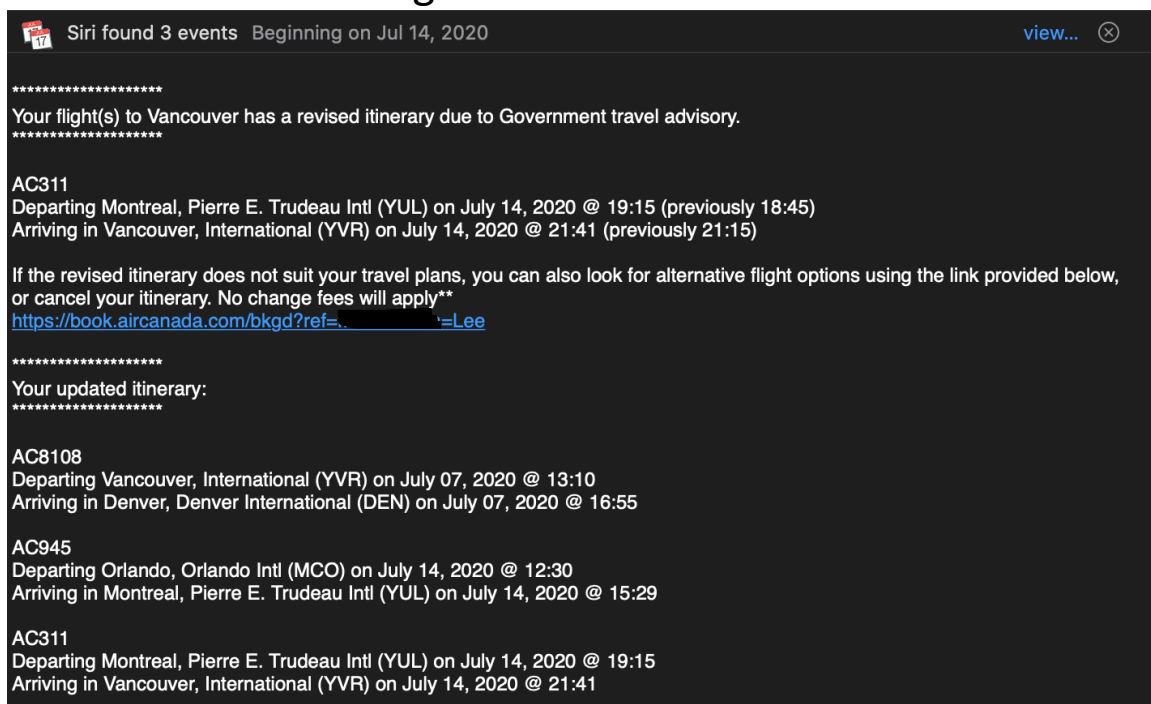 Siri found 3 events Beginning on Jul 14, 2020 view...
17
********************
Your flight(s) to Vancouver has a revised itinerary due to Government travel advisory.
********************
AC311
Departing Montreal, Pierre E. Trudeau Intl (YUL) on July 14, 2020 @ 19:15 (previously 18:45)
Arriving in Vancouver, International (YVR) on July 14, 2020 @ 21:41 (previously 21:15)
If the revised itinerary does not suit your travel plans, you can also look for alternative flight options using the link provided below,
or cancel your itinerary. No change fees will apply**
https://book.aircanada.com/bkgd?ref= =Lee
********************
Your updated itinerary:
********************
AC8108
Departing Vancouver, International (YVR) on July 07, 2020 @ 13:10
Arriving in Denver, Denver International (DEN) on July 07, 2020 @ 16:55
AC945
Departing Orlando, Orlando Intl (MCO) on July 14, 2020 @ 12:30
Arriving in Montreal, Pierre E. Trudeau Intl (YUL) on July 14, 2020 @ 15:29
AC311
Departing Montreal, Pierre E. Trudeau Intl (YUL) on July 14, 2020 @ 19:15
Arriving in Vancouver, International (YVR) on July 14, 2020 @ 21:41